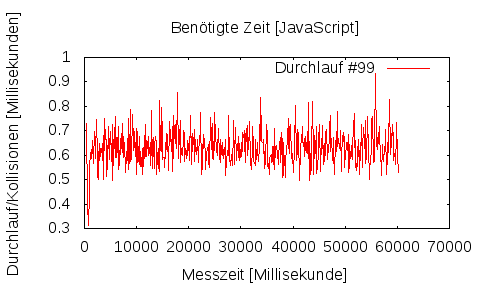 Benötigte Zeit [JavaScript]
Durchlauf/Kollisionen [Millisekunden]
Durchlauf #99
1
0.9
0.8
0.7
0.6
0.5
0.4
0.3
0 10000 20000 30000 40000 50000 60000 70000
Messzeit [Millisekunde]